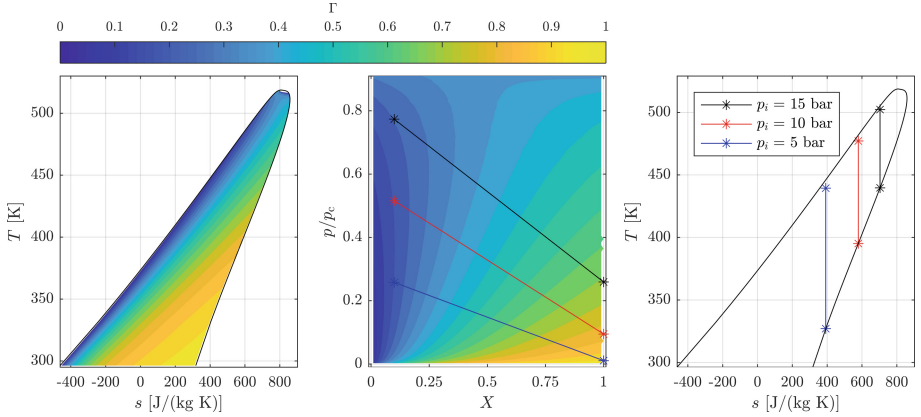 Γ
0 0.1 0.2 0.3 0.4 0.5 0.6 0.7 0.8 0.9 1
500
450
400
350
300
T [K]
-400 -200 0 200 400 600 800
s [J/(kg K)]
0.8
0.6
0.4
0.2
0
p/p_c
0 0.25 0.5 0.75 1
X
p_i = 15 bar
p_i = 10 bar
p_i = 5 bar
500
450
400
350
300
T [K]
-400 -200 0 200 400 600 800
s [J/(kg K)]